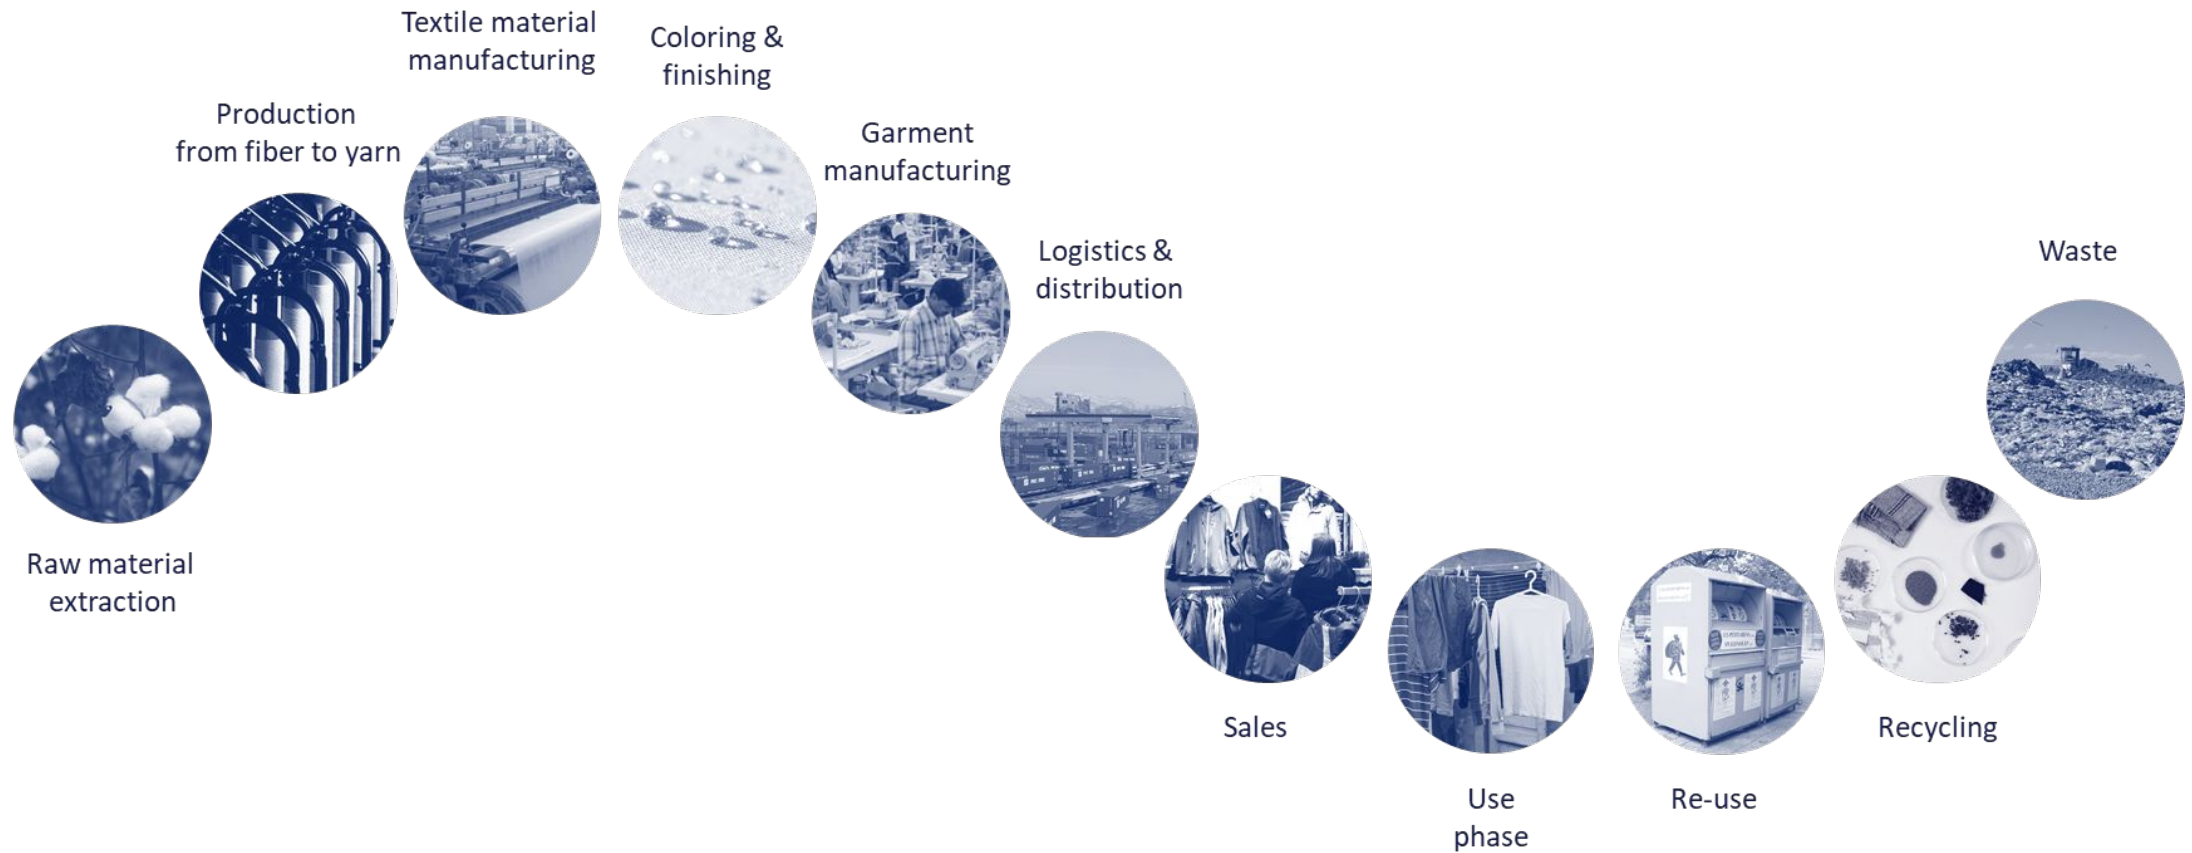 Textile material
manufacturing
Coloring &
finishing
Production
from fiber to yarn
Garment
manufacturing
Logistics &
distribution
Waste
Raw material
extraction
Sales
Recycling
Use
phase
Re-use